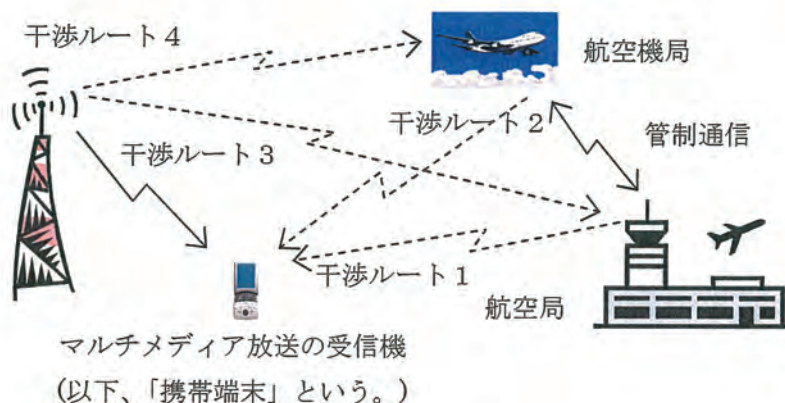 干渉ルート4
航空機局
干渉ルート2
管制通信
干渉ルート3
干渉ルート1
航空局
マルチメディア放送の受信機
(以下、「携帯端末」という。)